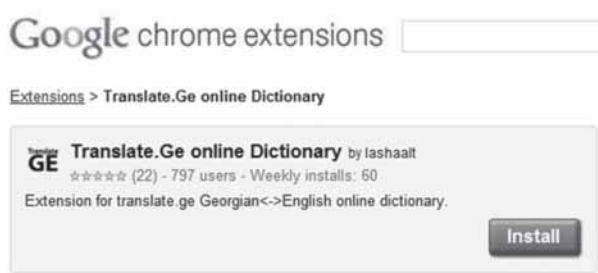 Google chrome extensions
Extensions > Translate.Ge online Dictionary
Translate GE
Translate.Ge online Dictionary by lashaalt
☆☆☆☆☆ (22) - 797 users - Weekly installs: 60
Extension for translate.ge Georgian<->English online dictionary.
Install